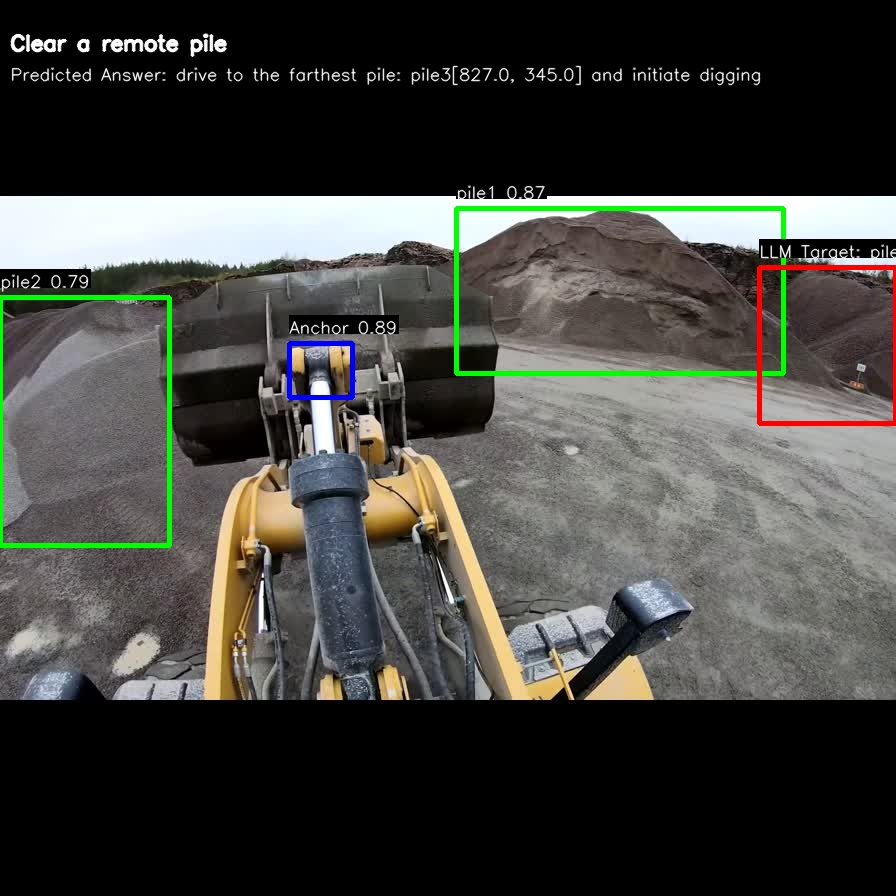 Clear a remote pile
Predicted Answer: drive to the farthest pile: pile3[827.0, 345.0] and initiate digging
pile1 0.87
LLM Target: pile
pile2 0.79
Anchor 0.89